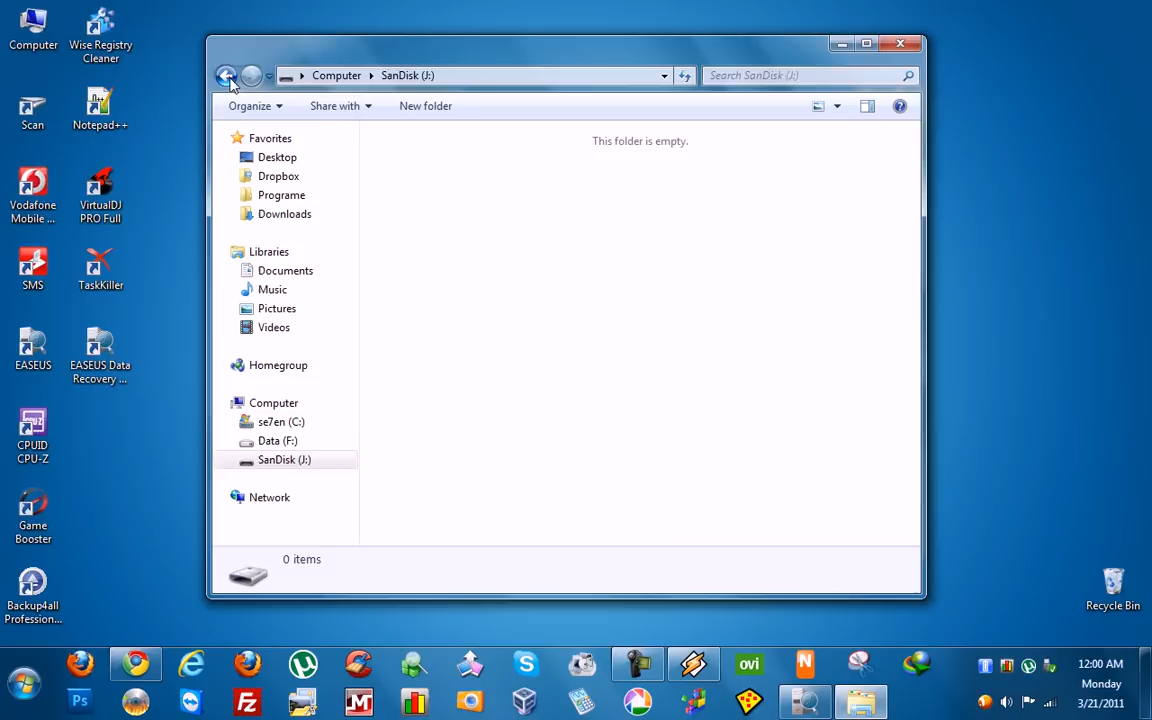 Computer
Wise Registry
Cleaner
Scan
Notepad++
Vodafone
Mobile ...
VirtualDJ
PRO Full
SMS
TaskKiller
EASEUS
EASEUS Data
Recovery ...
CPUID
CPU-Z
Game
Booster
Backup4all
Profession...
Computer
SanDisk (J:)
Search SanDisk (J:)
Organize
Share with
New folder
Favorites
Desktop
Dropbox
Programe
Downloads
Libraries
Documents
Music
Pictures
Videos
Homegroup
Computer
se7en (C:)
Data (F:)
SanDisk (J:)
Network
This folder is empty.
0 items
Recycle Bin
ovi
N
Ps
Fz
M
12:00 AM
Monday
3/21/2011